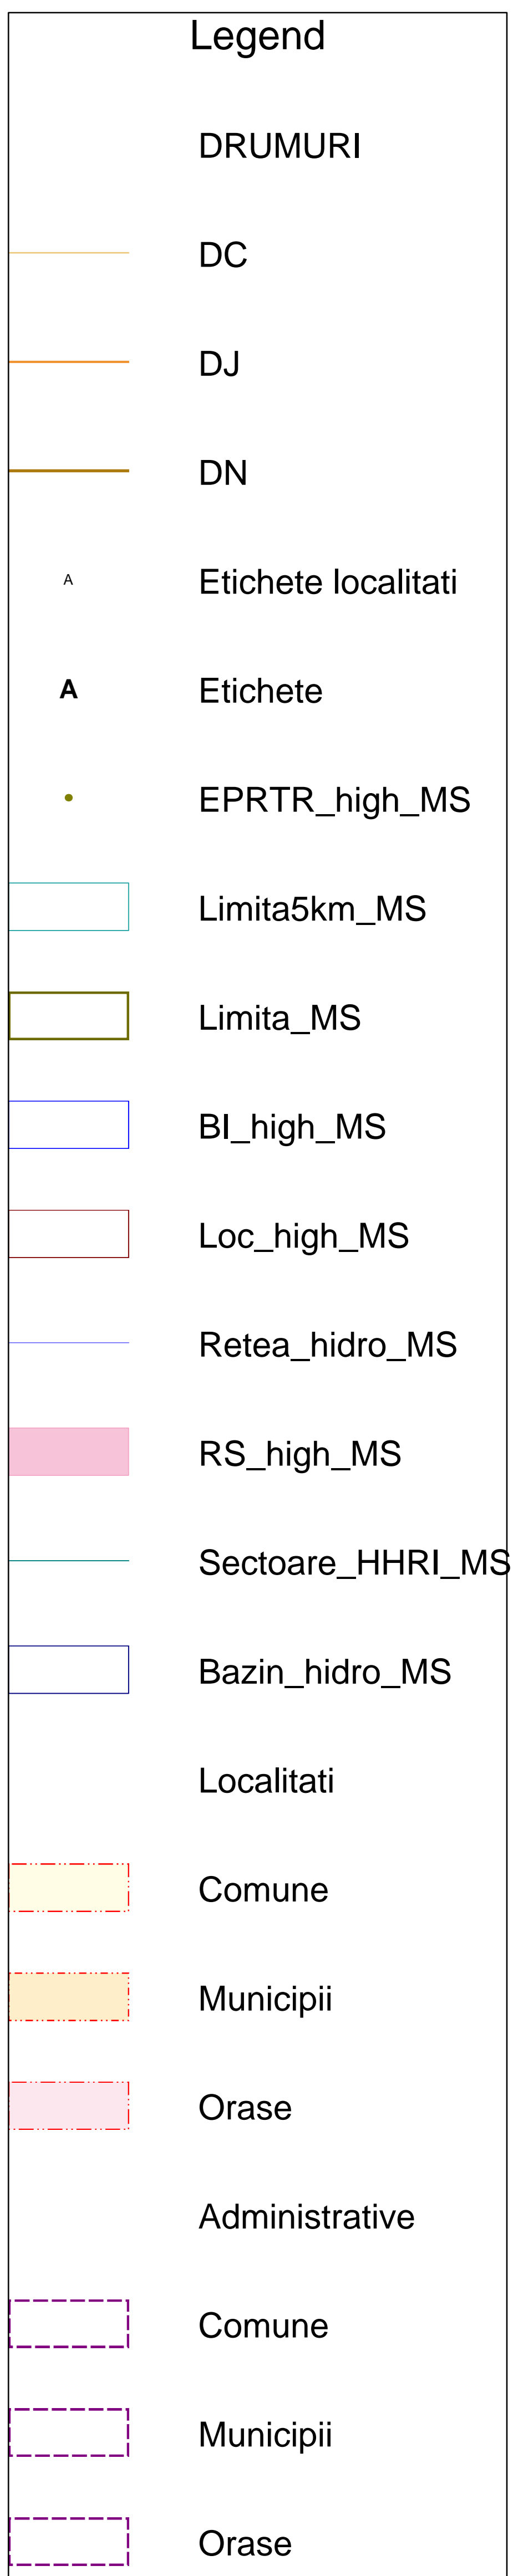 Legend
DRUMURI
DC
DJ
DN
A Etichete localitati
A Etichete
EPRTR_high_MS
Limita5km_MS
Limita_MS
BI_high_MS
Loc_high_MS
Retea_hidro_MS
RS_high_MS
Sectoare_HHRI_MS
Bazin_hidro_MS
Localitati
Comune
Municipii
Orase
Administrative
Comune
Municipii
Orase